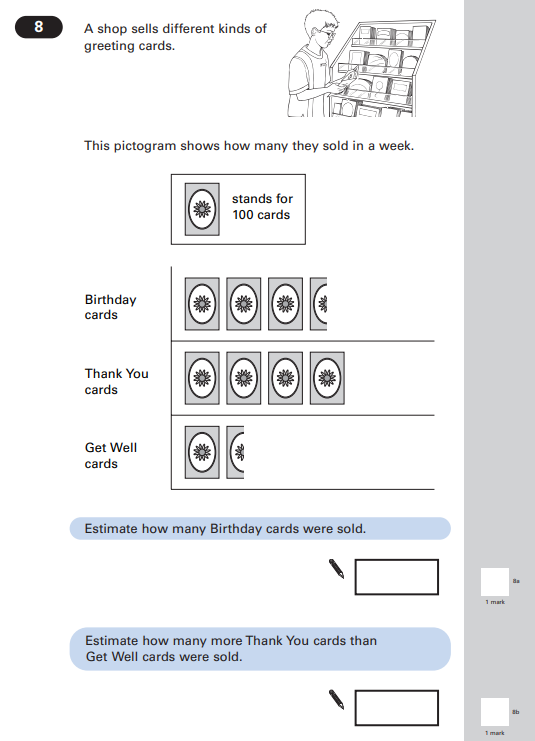 8
A shop sells different kinds of
greeting cards.
This pictogram shows how many they sold in a week.
stands for
100 cards
Birthday
cards
Thank You
cards
Get Well
cards
Estimate how many Birthday cards were sold.
8a
1 mark
Estimate how many more Thank You cards than
Get Well cards were sold.
8b
1 mark